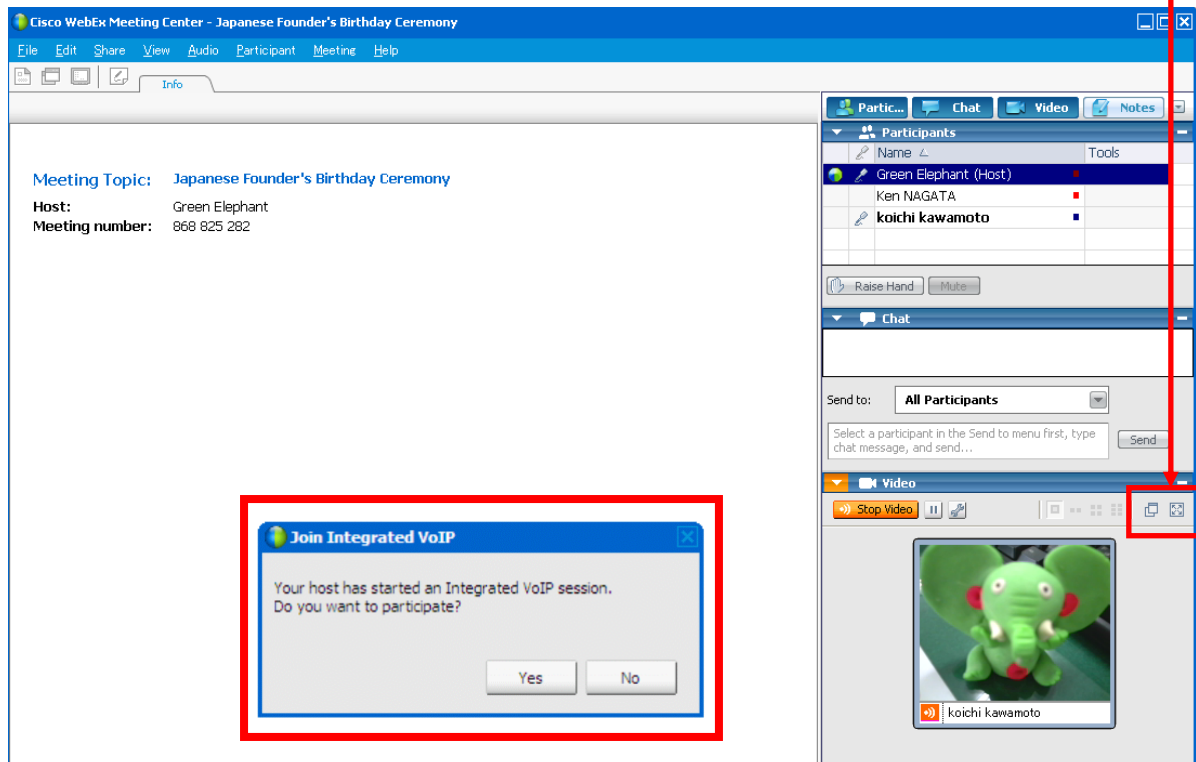 Cisco WebEx Meeting Center - Japanese Founder's Birthday Ceremony
File Edit Share View Audio Participant Meeting Help
Info
Partic... Chat Video Notes
Participants
Name Tools
Green Elephant (Host)
Ken NAGATA
koichi kawamoto
Raise Hand Mute
Chat
Send to: All Participants
Select a participant in the Send to menu first, type
chat message, and send...
Send
Video
Stop Video
koichi kawamoto
Meeting Topic: Japanese Founder's Birthday Ceremony
Host: Green Elephant
Meeting number: 868 825 282
Join Integrated VoIP
Your host has started an Integrated VoIP session.
Do you want to participate?
Yes No